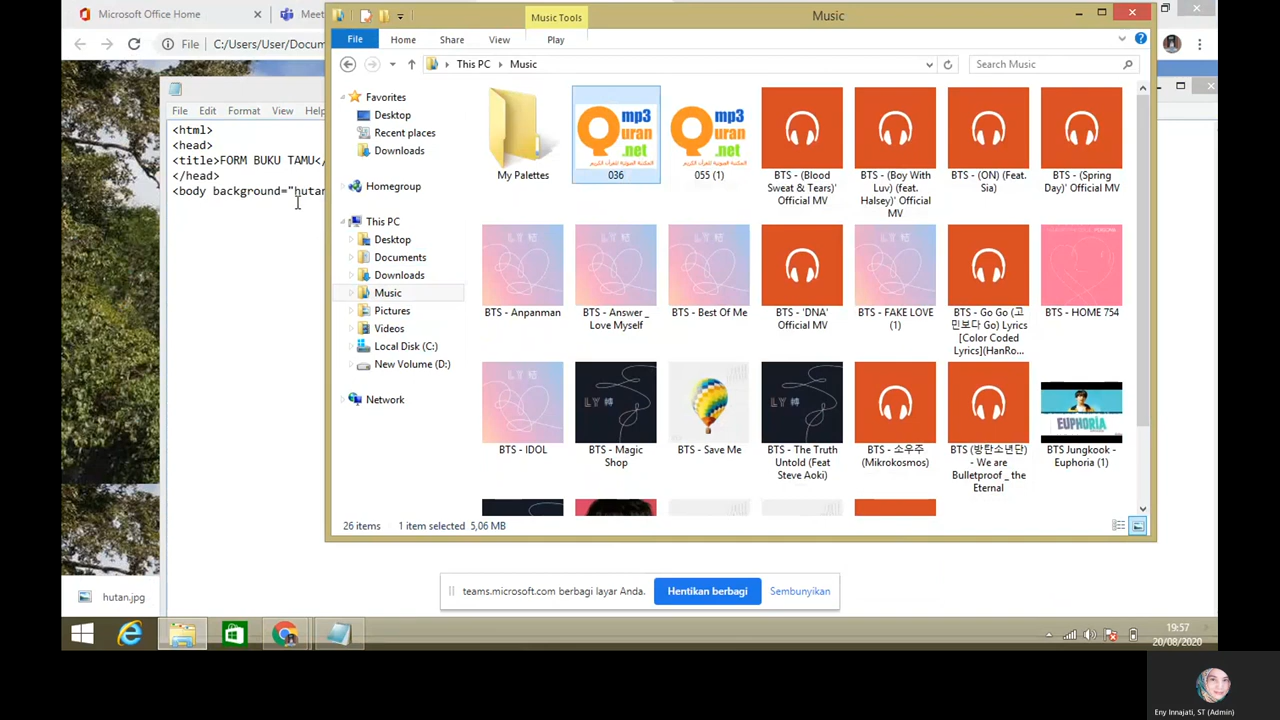 Microsoft Office Home
Meet
Music Tools
Music
File
C:/Users/User/Docum
File
Home
Share
View
Play
This PC
Music
Search Music
File
Edit
Format
View
Help
<html>
<head>
<title>FORM BUKU TAMU</
</head>
<body background="hutan
Favorites
Desktop
Recent places
Downloads
Homegroup
This PC
Desktop
Documents
Downloads
Music
Pictures
Videos
Local Disk (C:)
New Volume (D:)
Network
mp3
Quran
.net
mp3
Quran
.net
My Palettes
036
055 (1)
BTS - (Blood
Sweat & Tears)'
Official MV
BTS - (Boy With
Luv) (feat.
Halsey)' Official
MV
BTS - (ON) (Feat.
Sia)
BTS - (Spring
Day)' Official MV
BTS - Anpanman
BTS - Answer _
Love Myself
BTS - Best Of Me
BTS - 'DNA'
Official MV
BTS - FAKE LOVE
(1)
BTS - Go Go (고
민보다 Go) Lyrics
[Color Coded
Lyrics](HanRo...
BTS - HOME 754
EUPHORIA
BTS - IDOL
BTS - Magic
Shop
BTS - Save Me
BTS - The Truth
Untold (Feat
Steve Aoki)
BTS - 소우주
(Mikrokosmos)
BTS (방탄소년단)
- We are
Bulletproof _ the
Eternal
BTS Jungkook -
Euphoria (1)
26 items
1 item selected 5,06 MB
teams.microsoft.com berbagi layar Anda.
Hentikan berbagi
Sembunyikan
hutan.jpg
19:57
20/08/2020
Eny Innajati, ST (Admin)